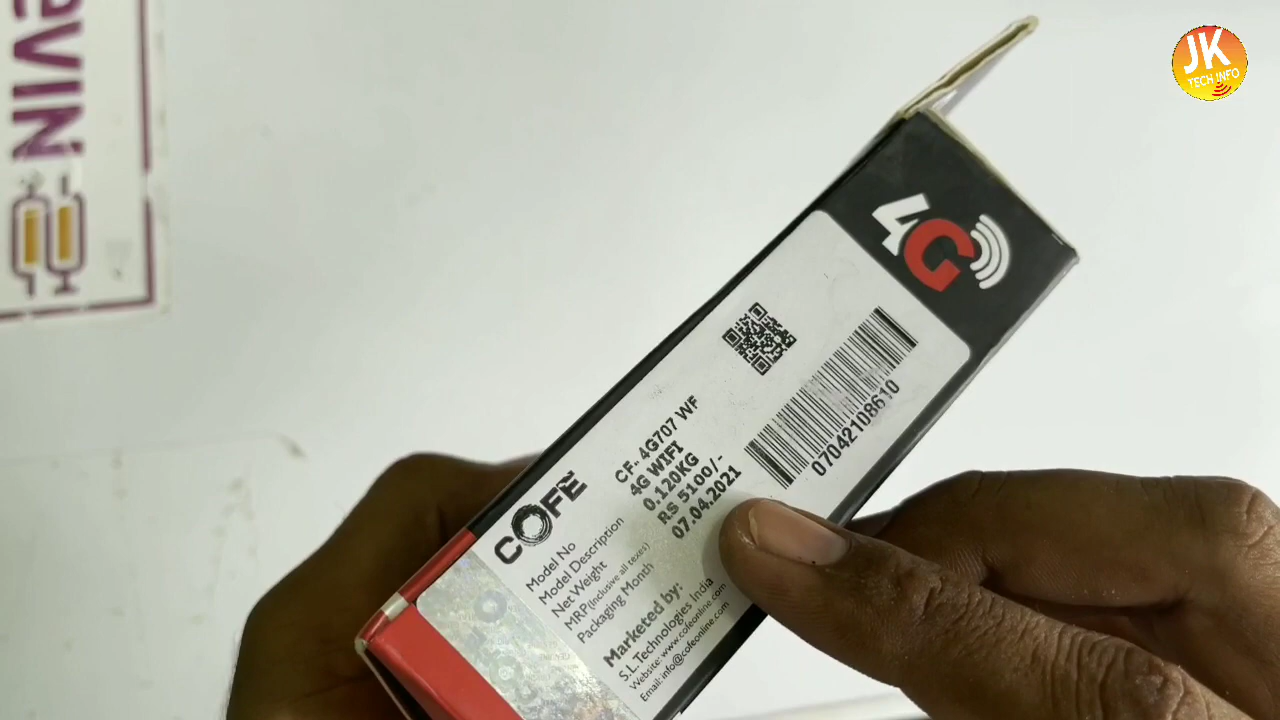 EVIN
JK
TECH INFO
4G
COFE
Model No CF.. 4G707 WF
Model Description 4G WIFI
Net Weight 0.120KG
MRP(Inclusive all texes) RS 5100/-
Packaging Month 07.04.2021
Marketed by:
S.L. Technologies India
Website: www.cofeonline.com
Email: info@cofeonline.com
07042108610